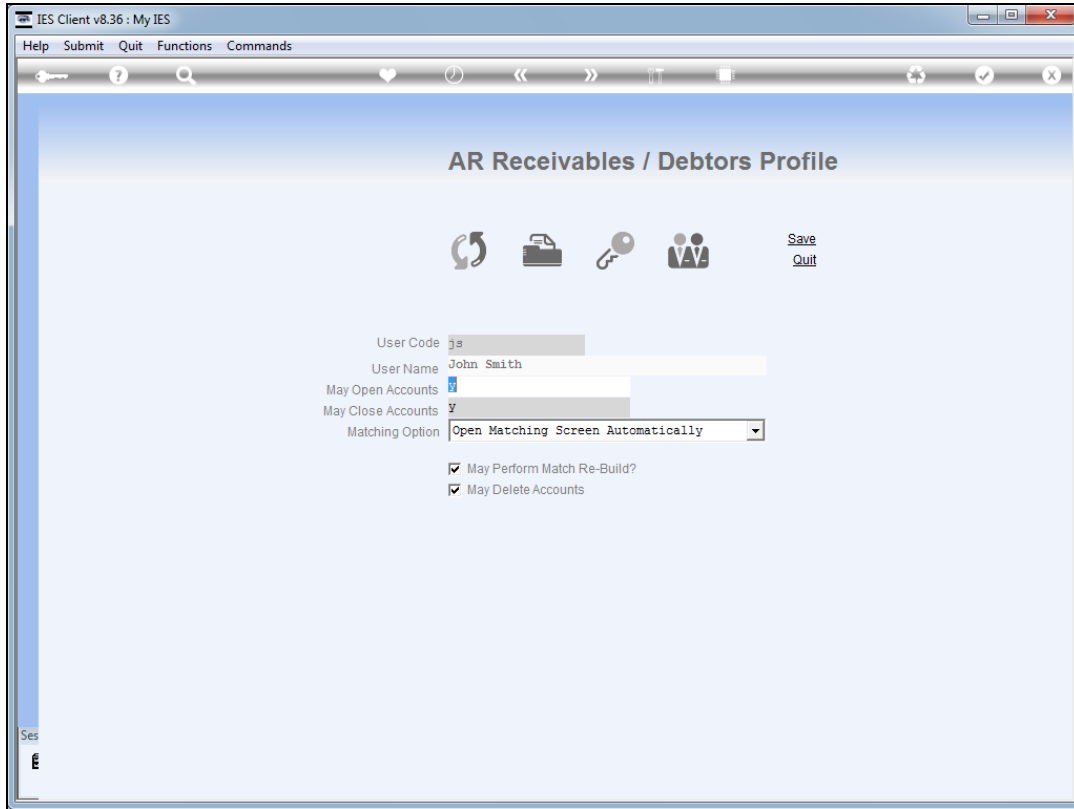 IES Client v8.36 : My IES
Help Submit Quit Functions Commands
AR Receivables / Debtors Profile
Save
Quit
User Code js
User Name John Smith
May Open Accounts y
May Close Accounts Y
Matching Option Open Matching Screen Automatically
May Perform Match Re-Build?
May Delete Accounts
Ses